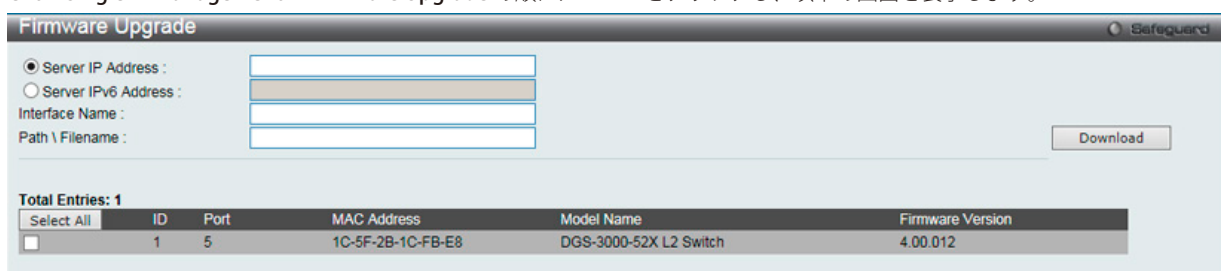 Firmware Upgrade
Safeguard
Server IP Address :
Server IPv6 Address :
Interface Name :
Path \ Filename :
Download
Total Entries: 1
Select All ID Port MAC Address Model Name Firmware Version
1 5 1C-5F-2B-1C-FB-E8 DGS-3000-52X L2 Switch 4.00.012